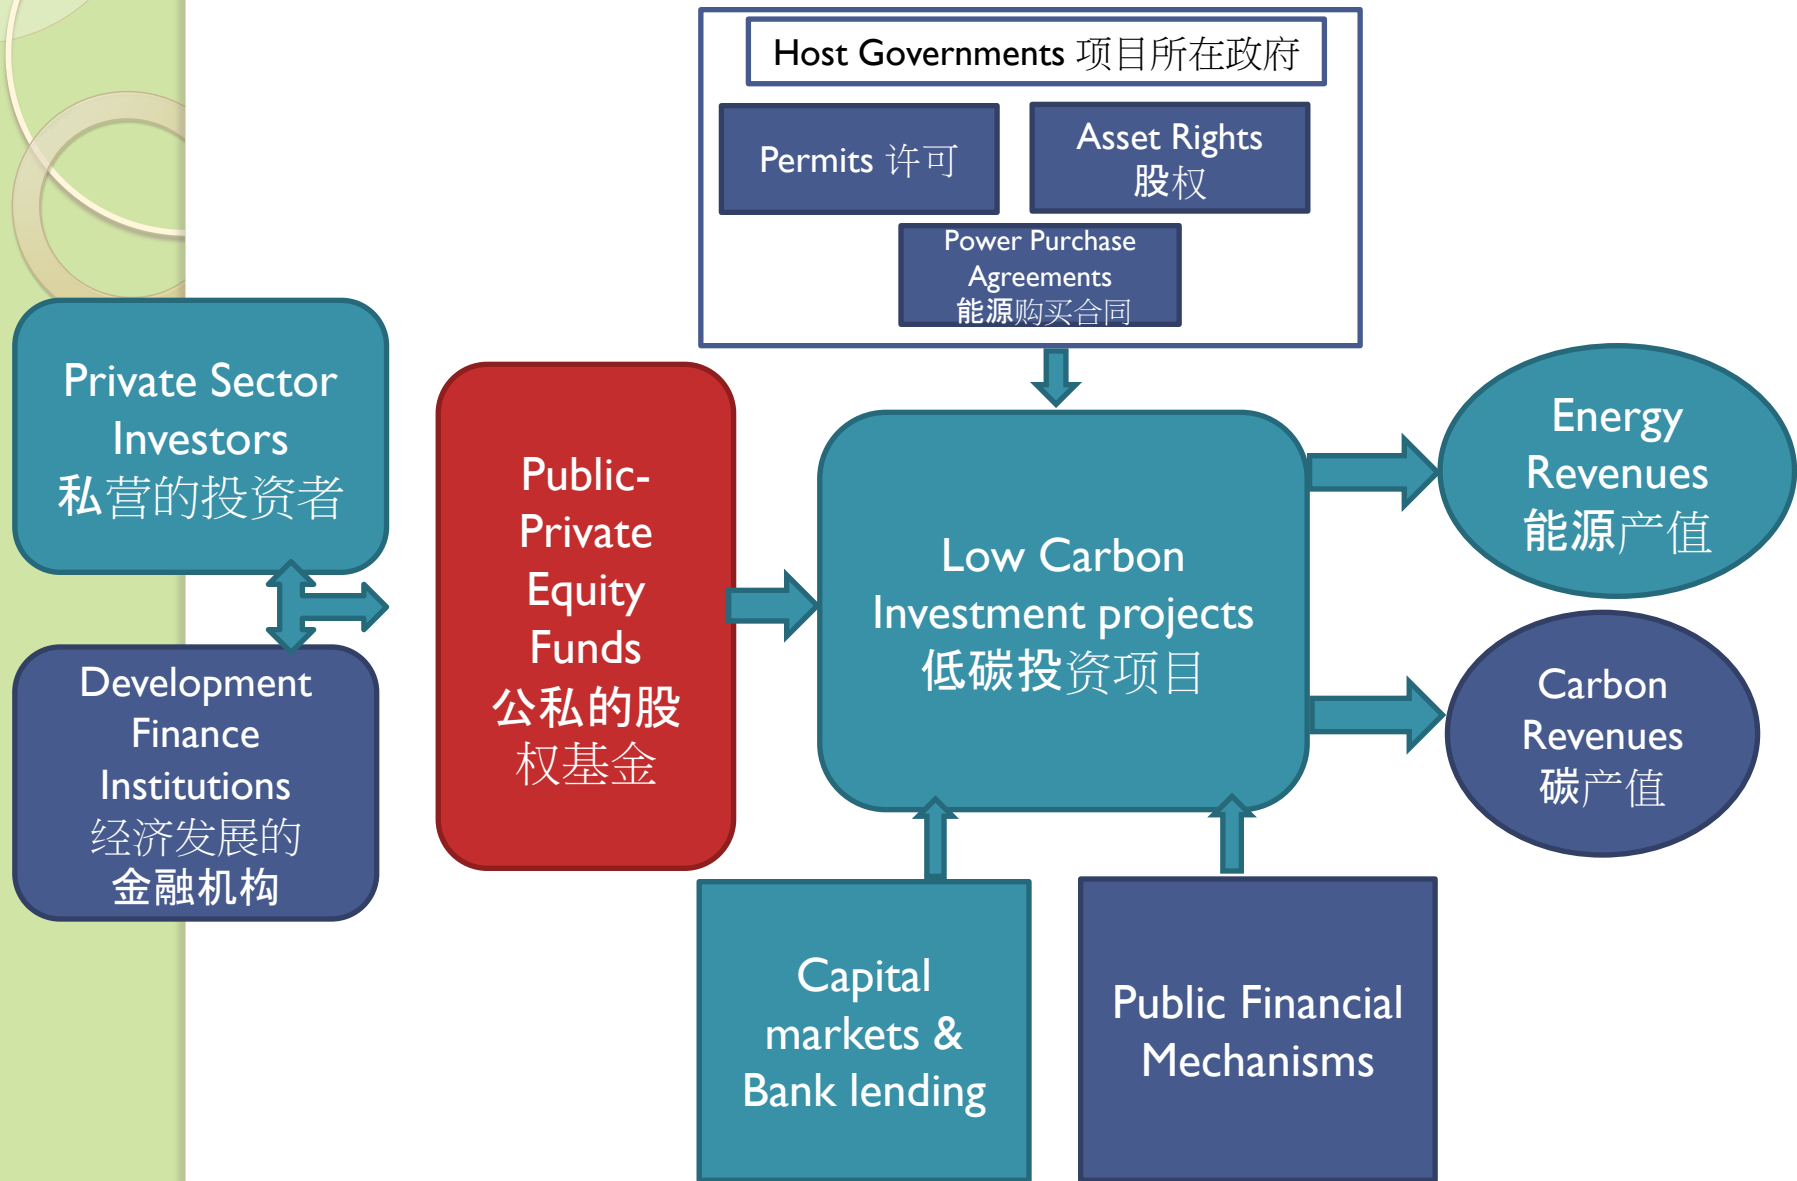 Host Governments 项目所在政府
Permits 许可
Asset Rights
股权
Power Purchase
Agreements
能源购买合同
Private Sector
Investors
私营的投资者
Development
Finance
Institutions
经济发展的
金融机构
Public-
Private
Equity
Funds
公私的股
权基金
Low Carbon
Investment projects
低碳投资项目
Energy
Revenues
能源产值
Carbon
Revenues
碳产值
Capital
markets &
Bank lending
Public Financial
Mechanisms